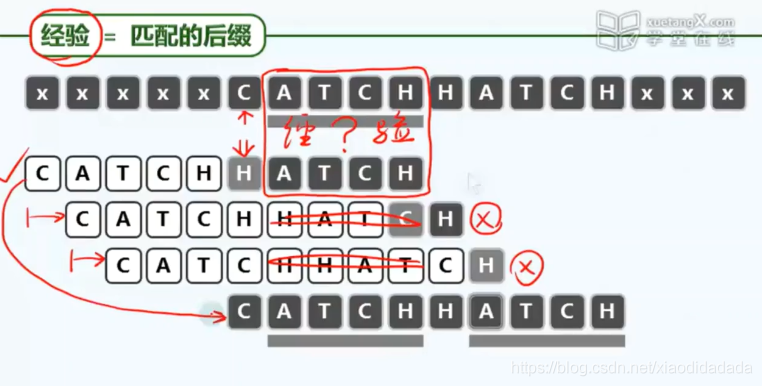 经验 = 匹配的后缀
xuetangX.com
学堂在线
x x x x x C A T C H H A T C H x x x
经 ? 验
C A T C H H A T C H
C A T C H H A T C H x
C A T C H H A T C H x
C A T C H H A T C H
https://blog.csdn.net/xiaodidadada